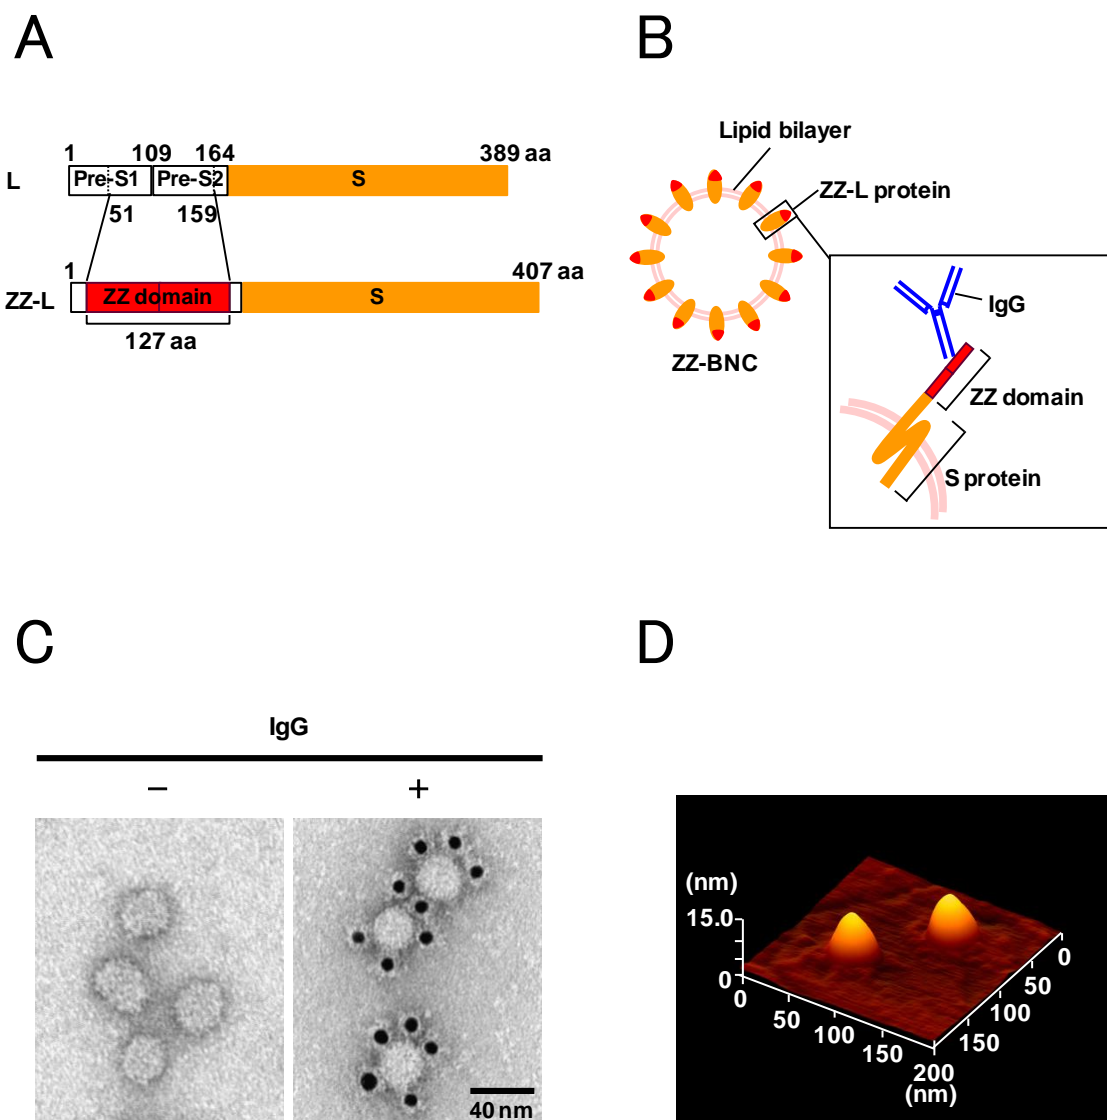 A
1 109 164 389 aa
L Pre-S1 Pre-S2 S
51 159
1 407 aa
ZZ-L ZZ domain S
127 aa
B
Lipid bilayer
ZZ-L protein
ZZ-BNC
IgG
ZZ domain
S protein
C
IgG
− +
40 nm
D
(nm)
15.0
0
0
50
100
150
200
(nm)
150
100
50
0